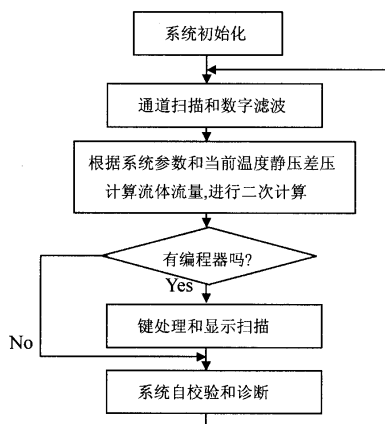 系统初始化
通道扫描和数字滤波
根据系统参数和当前温度静压差压
计算流体流量,进行二次计算
有编程器吗?
Yes
键处理和显示扫描
No
系统自校验和诊断